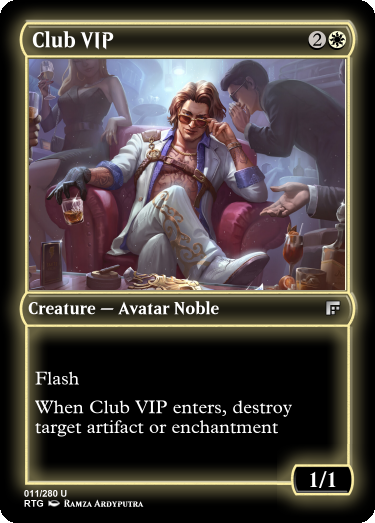 Club VIP 2
Creature — Avatar Noble
Flash
When Club VIP enters, destroy
target artifact or enchantment
1/1
011/280 U
RTG Ramza Ardyputra